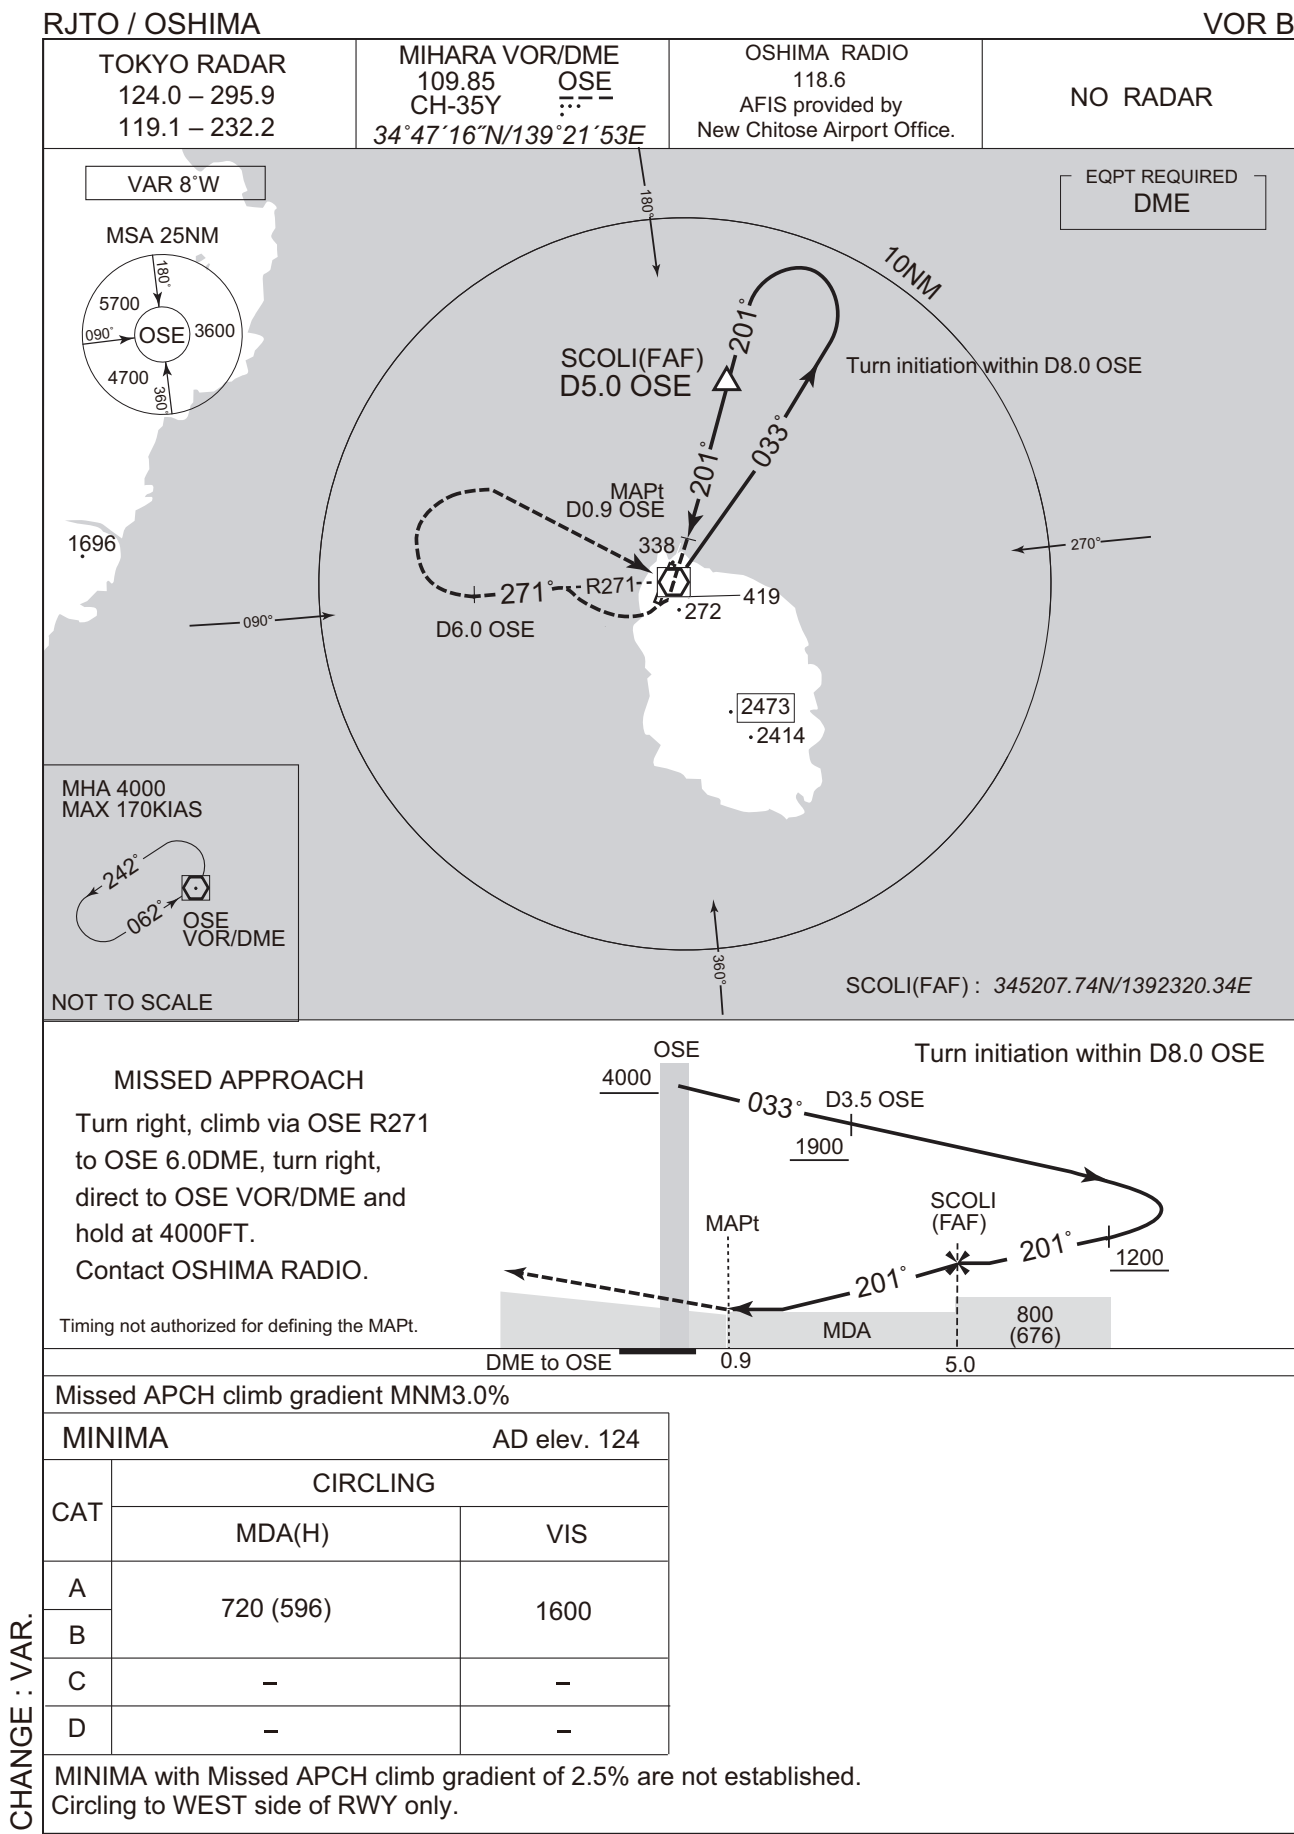 RJTO / OSHIMA
VOR B
TOKYO RADAR
124.0 – 295.9
119.1 – 232.2
MIHARA VOR/DME
109.85 OSE
CH-35Y
34˚47´16˝N/139˚21´53E
OSHIMA RADIO
118.6
AFIS provided by
New Chitose Airport Office.
NO RADAR
VAR 8˚W
EQPT REQUIRED
DME
MSA 25NM
180˚
5700
090˚
OSE
3600
4700
360˚
180˚
10NM
201˚
SCOLI(FAF)
D5.0 OSE
Turn initiation within D8.0 OSE
033˚
201˚
MAPt
D0.9 OSE
338
1696
270˚
271˚
R271
419
272
D6.0 OSE
090˚
2473
2414
MHA 4000
MAX 170KIAS
242˚
062˚
OSE
VOR/DME
NOT TO SCALE
360˚
SCOLI(FAF) : 345207.74N/1392320.34E
MISSED APPROACH
Turn right, climb via OSE R271
to OSE 6.0DME, turn right,
direct to OSE VOR/DME and
hold at 4000FT.
Contact OSHIMA RADIO.
Timing not authorized for defining the MAPt.
OSE
Turn initiation within D8.0 OSE
4000
033˚
D3.5 OSE
1900
SCOLI
(FAF)
MAPt
201˚
1200
201˚
MDA
800
(676)
DME to OSE
0.9
5.0
Missed APCH climb gradient MNM3.0%
MINIMA
AD elev. 124
CAT
CIRCLING
MDA(H)
VIS
A
720 (596)
1600
B
C
–
–
D
–
–
MINIMA with Missed APCH climb gradient of 2.5% are not established.
Circling to WEST side of RWY only.
CHANGE : VAR.